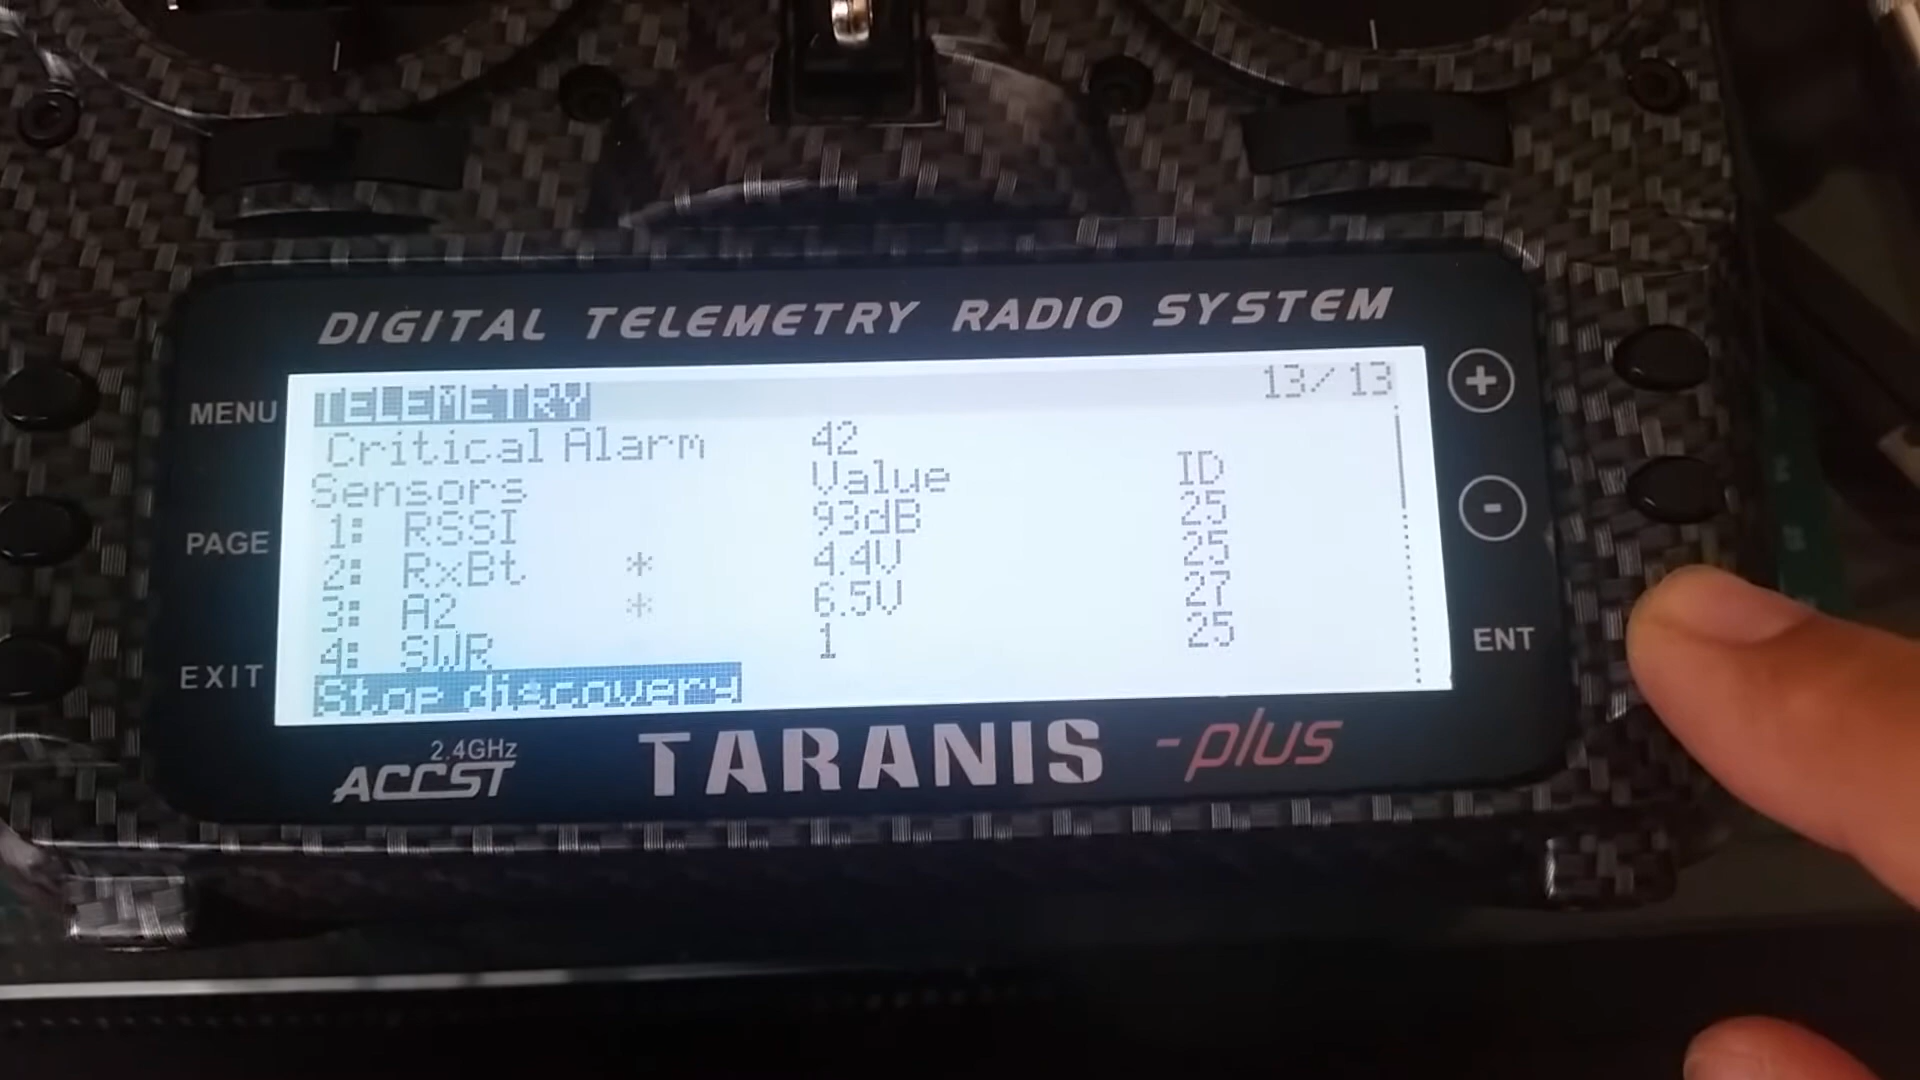 DIGITAL TELEMETRY RADIO SYSTEM
TELEMETRY 13/13
Critical Alarm 42
Sensors Value ID
1: RSSI 93dB 25
2: RxBt * 4.4V 25
3: A2 * 6.5V 27
4: SWR 1 25
Stop discovery
MENU
PAGE
EXIT
+
-
ENT
2.4GHz
ACCST
TARANIS -plus